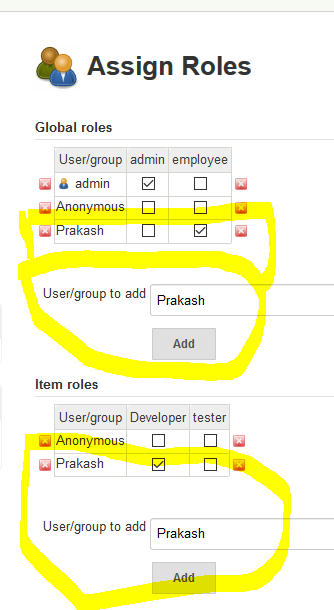 Assign Roles
Global roles
User/group admin employee
admin
Anonymous
Prakash
User/group to add Prakash
Add
Item roles
User/group Developer tester
Anonymous
Prakash
User/group to add Prakash
Add